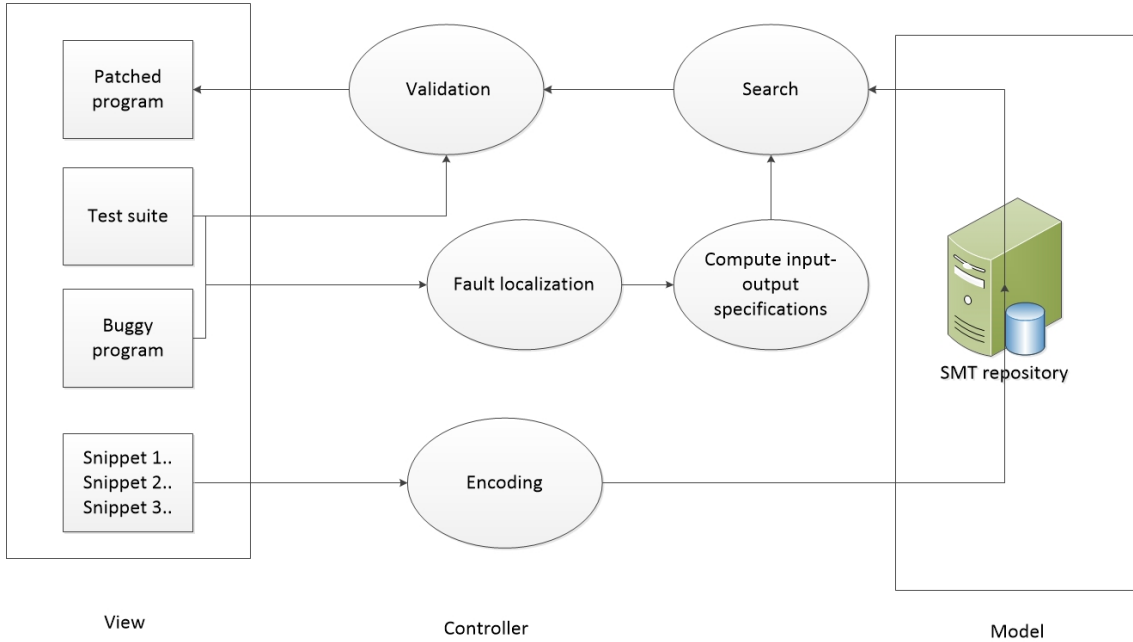 Patched
program
Validation
Search
Test suite
Fault localization
Compute input-
output
specifications
Buggy
program
SMT repository
Snippet 1..
Snippet 2..
Snippet 3..
Encoding
View
Controller
Model